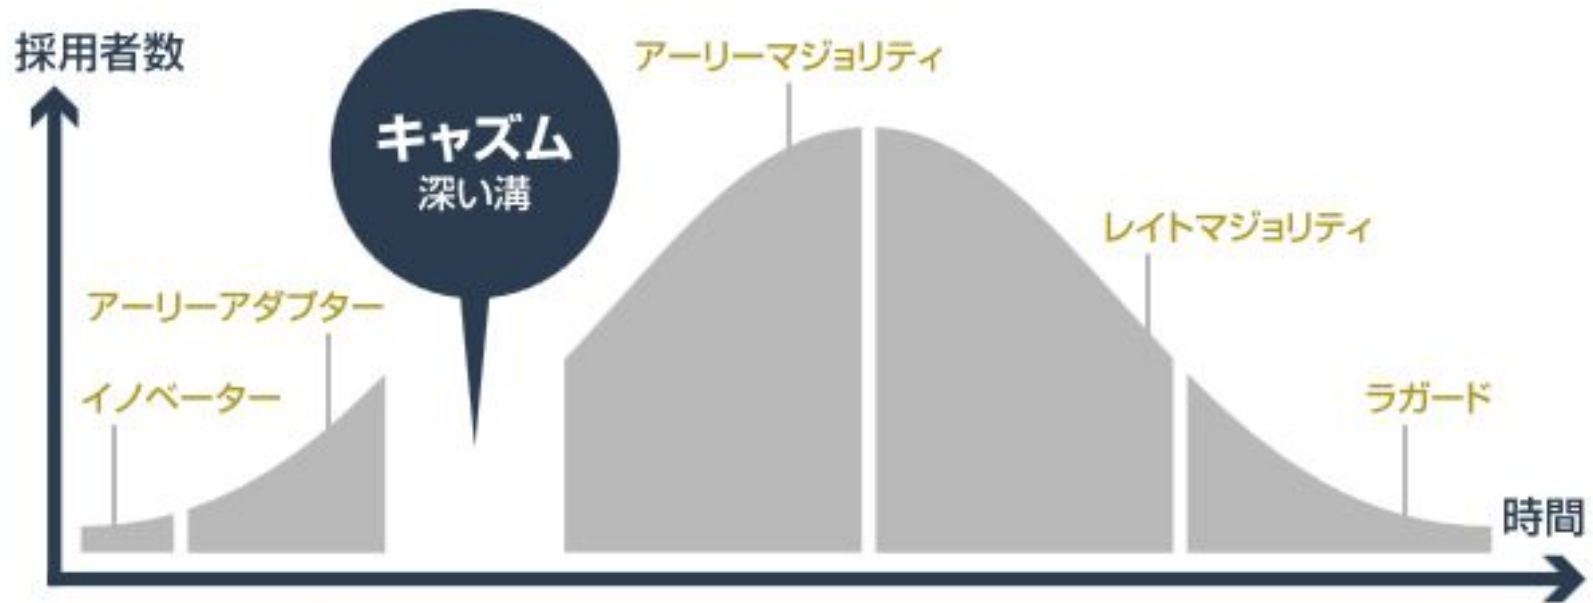 採用者数
キャズム
深い溝
アーリーマジョリティ
レイトマジョリティ
アーリーアダプター
イノベーター
ラガード
時間